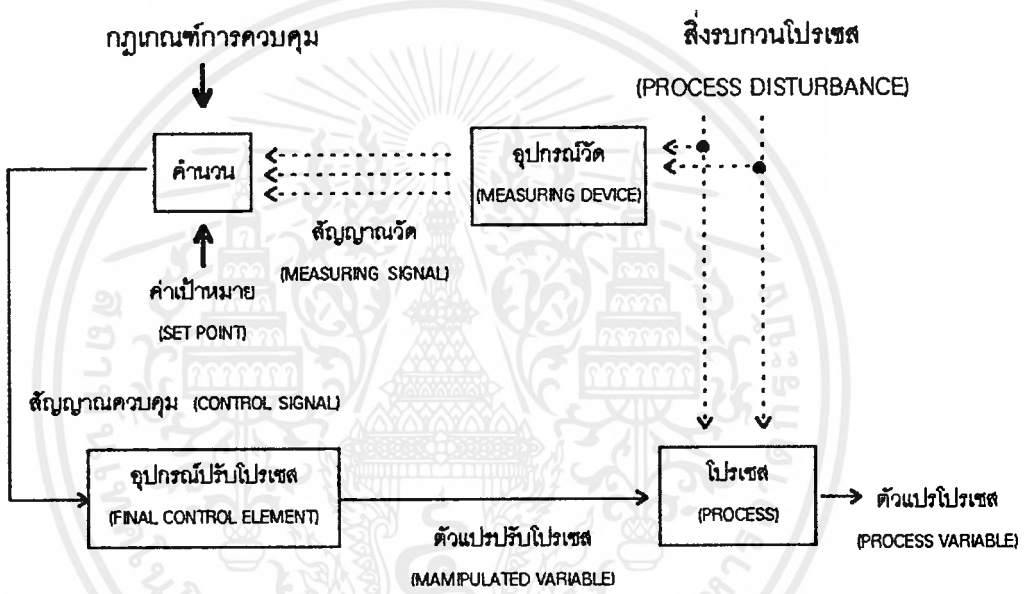 กฎเกณฑ์การควบคุม
สิ่งรบกวนโปรเซส
(PROCESS DISTURBANCE)
คำนวน
อุปกรณ์วัด
(MEASURING DEVICE)
สัญญาณวัด
(MEASURING SIGNAL)
ค่าเป้าหมาย
(SET POINT)
สัญญาณควบคุม (CONTROL SIGNAL)
อุปกรณ์ปรับโปรเซส
(FINAL CONTROL ELEMENT)
โปรเซส
(PROCESS)
ตัวแปรโปรเซส
(PROCESS VARIABLE)
ตัวแปรปรับโปรเซส
(MAMIPULATED VARIABLE)